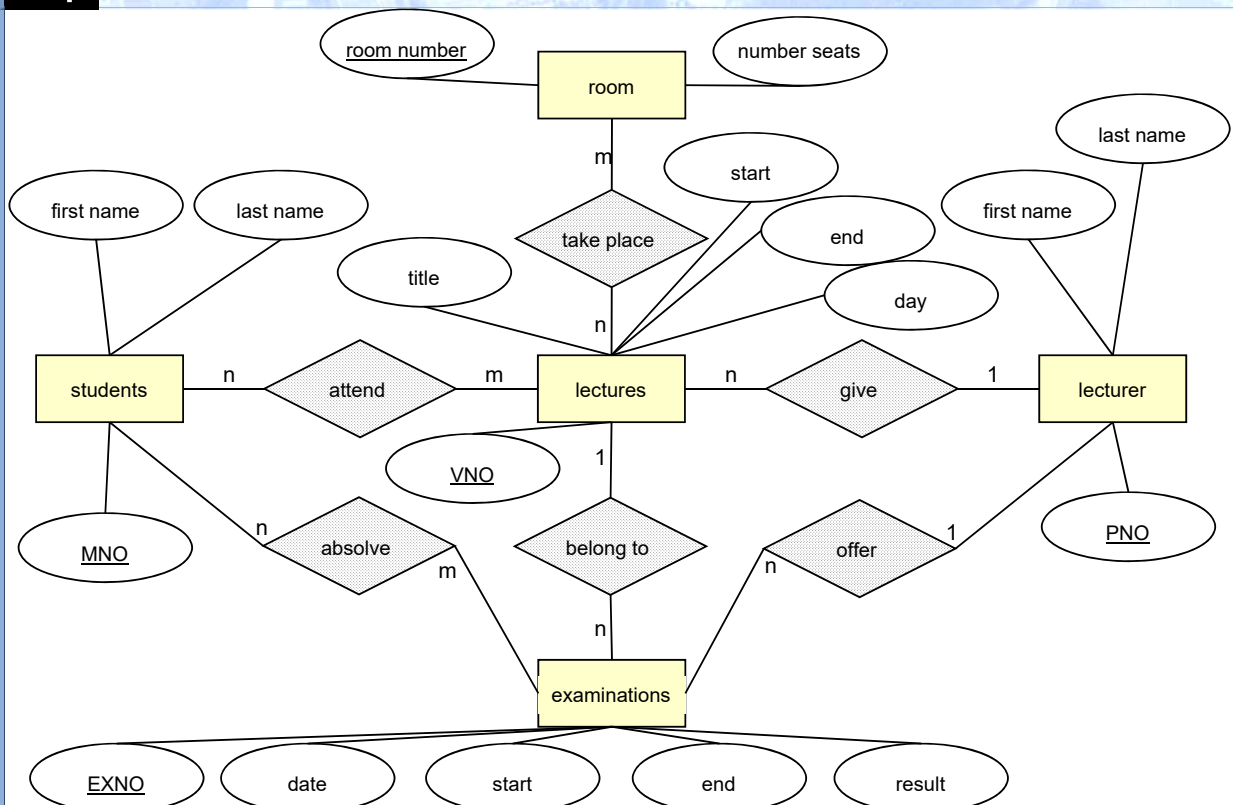 room number
number seats
room
last name
m
start
first name
last name
first name
take place
end
title
day
n
students
n
attend
m
lectures
n
give
1
lecturer
VNO
1
n
absolve
m
belong to
offer
1
n
MNO
PNO
n
examinations
EXNO
date
start
end
result